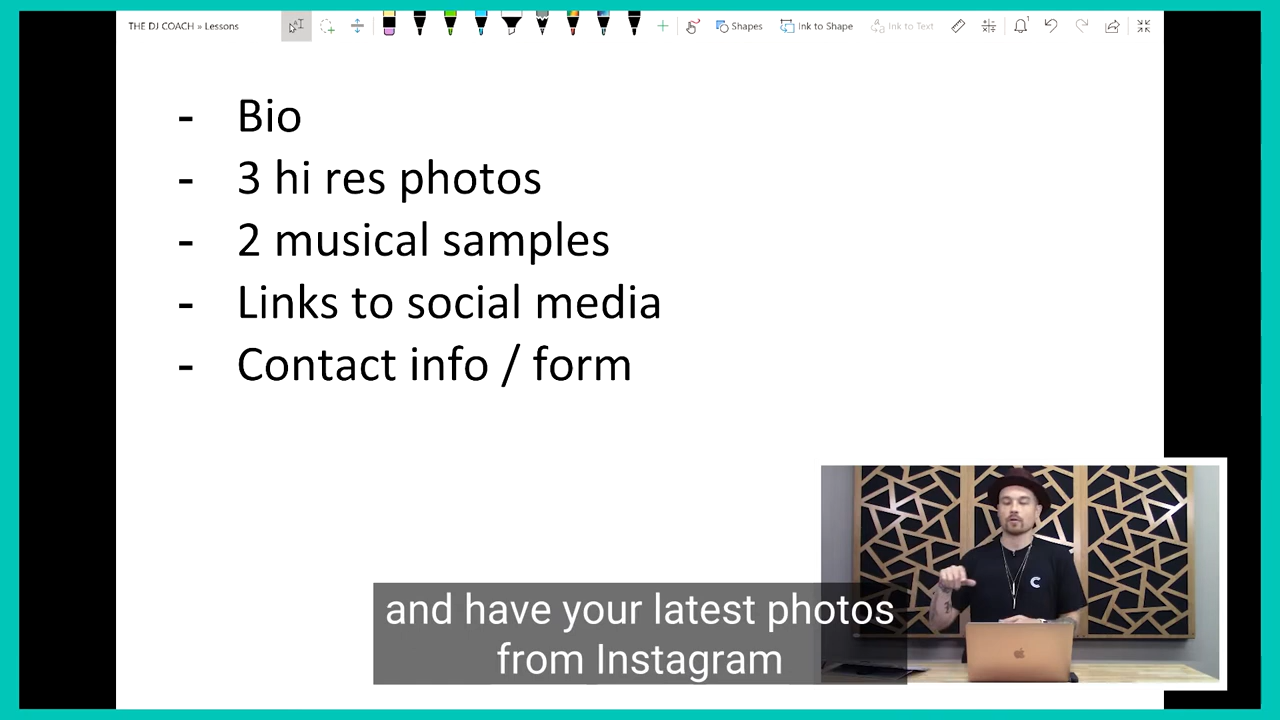 THE DJ COACH » Lessons
Shapes
Ink to Shape
Ink to Text
- Bio
- 3 hi res photos
- 2 musical samples
- Links to social media
- Contact info / form
C
and have your latest photos
from Instagram